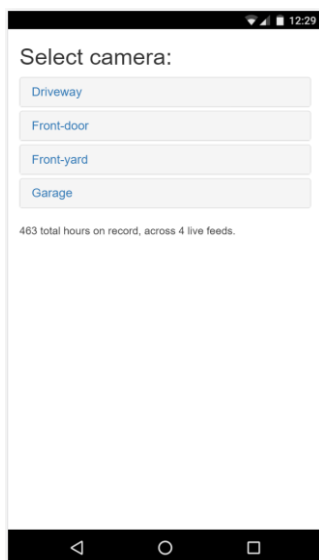 12:29
Select camera:
Driveway
Front-door
Front-yard
Garage
463 total hours on record, across 4 live feeds.